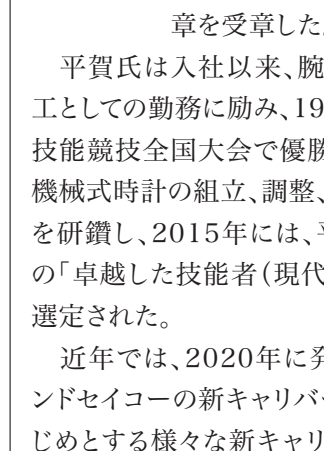 章を受章した。
　平賀氏は入社以来、腕
工としての勤務に励み、19
技能競技全国大会で優勝
機械式時計の組立、調整、
を研鑽し、2015年には、
の「卓越した技能者(現代
選定された。
　近年では、2020年に発
ンドセイコーの新キャリバ
じめとする様々な新キャリ